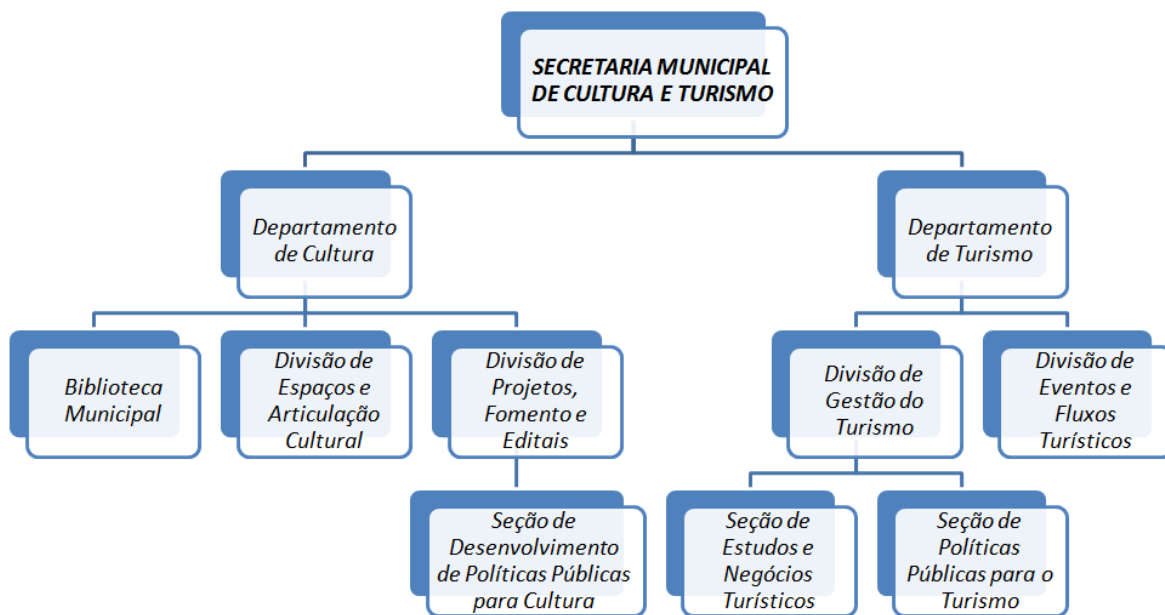 SECRETARIA MUNICIPAL
DE CULTURA E TURISMO
Departamento
de Cultura
Departamento
de Turismo
Biblioteca
Municipal
Divisão de
Espaços e
Articulação
Cultural
Divisão de
Projetos,
Fomento e
Editais
Divisão de
Gestão do
Turismo
Divisão de
Eventos e
Fluxos
Turísticos
Seção de
Desenvolvimento
de Políticas Públicas
para Cultura
Seção de
Estudos e
Negócios
Turísticos
Seção de
Políticas
Públicas para o
Turismo